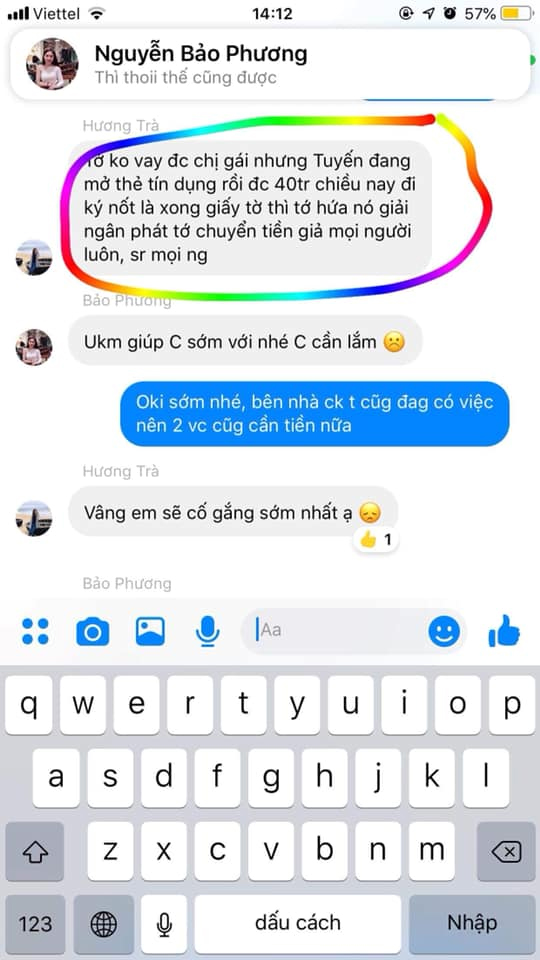 Viettel
14:12
57%
Nguyễn Bảo Phương
Thì thoii thế cũng được
Hương Trà
Tớ ko vay đc chị gái nhưng Tuyến đang
mở thẻ tín dụng rồi đc 40tr chiều nay đi
ký nốt là xong giấy tờ thì tớ hứa nó giải
ngân phát tớ chuyển tiền giả mọi người
luôn, sr mọi ng
Bảo Phương
Ukm giúp C sớm với nhé C cần lắm ☹️
Oki sớm nhé, bên nhà ck t cũg đag có việc
nên 2 vc cũg cần tiền nữa
Hương Trà
Vâng em sẽ cố gắng sớm nhất ạ 😞
👍 1
Bảo Phương
Aa
q w e r t y u i o p
a s d f g h j k l
z x c v b n m
123 dấu cách Nhập